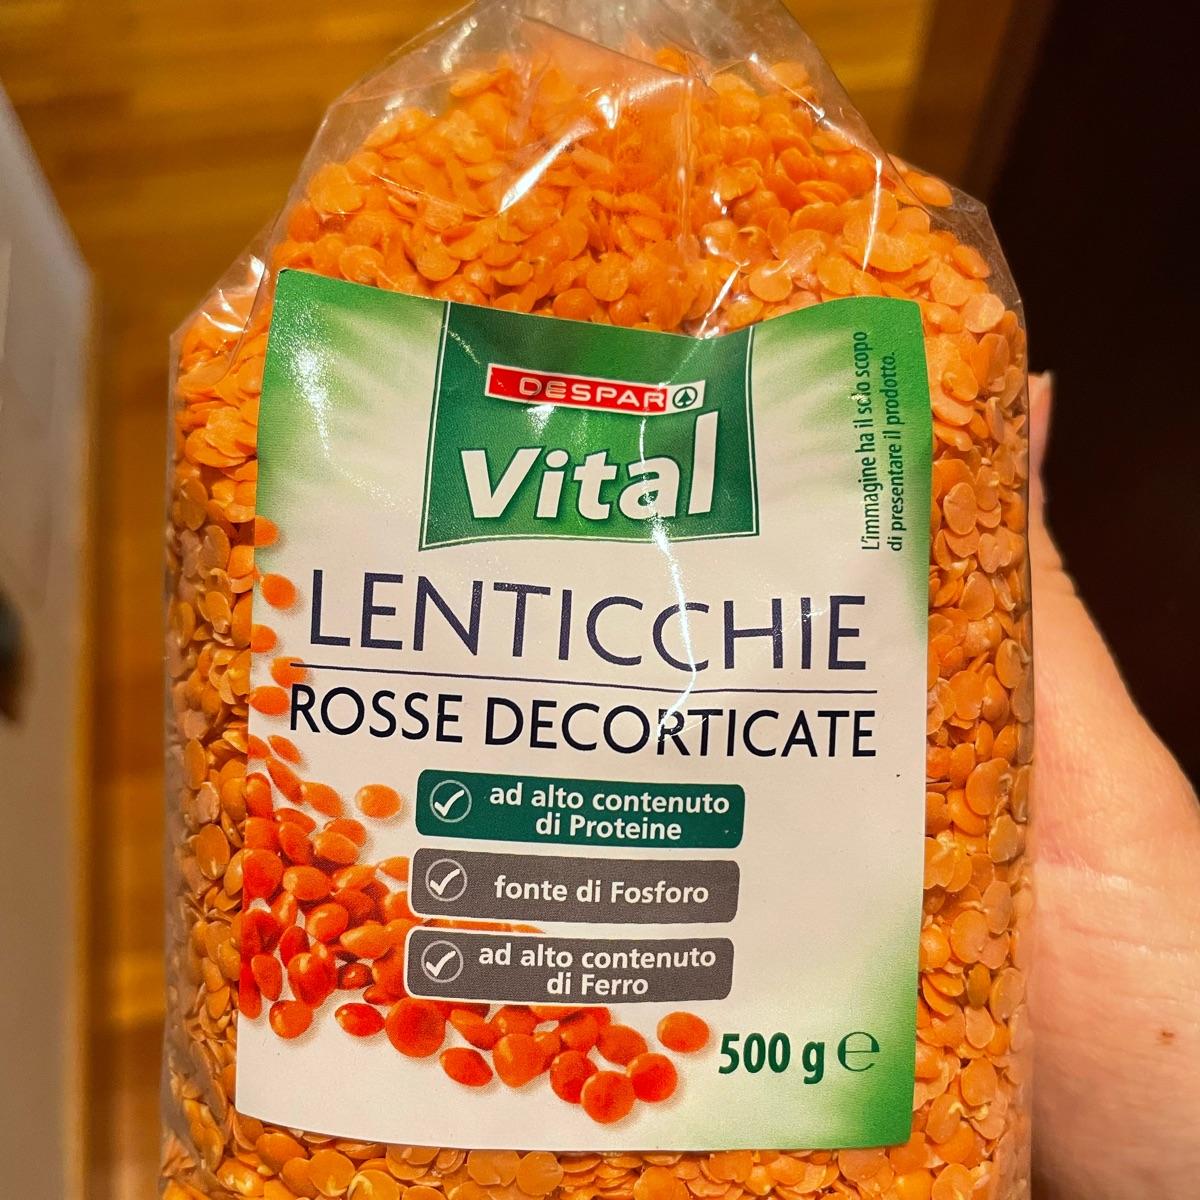 DESPAR
Vital
L'immagine ha il solo scopo
di presentare il prodotto.
LENTICCHIE
ROSSE DECORTICATE
ad alto contenuto
di Proteine
fonte di Fosforo
ad alto contenuto
di Ferro
500 g ℮